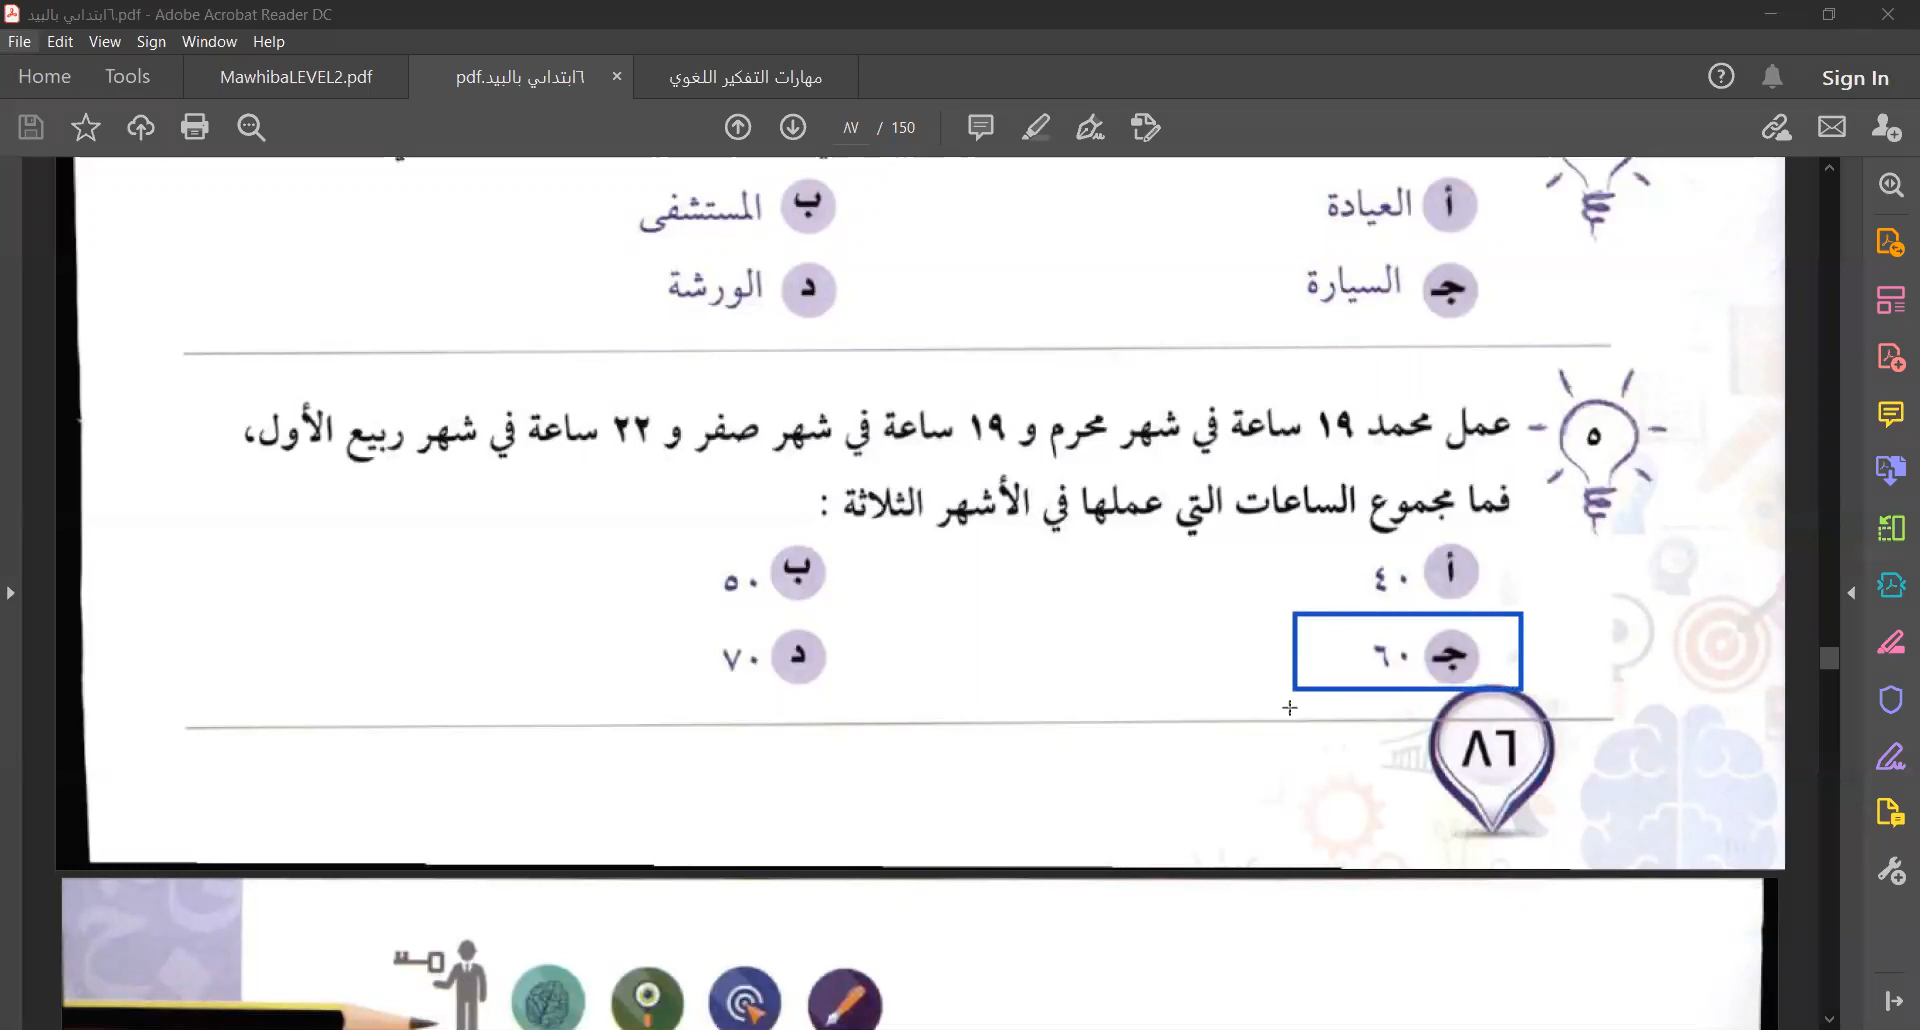 ٦ابتدائي بالبيد.pdf - Adobe Acrobat Reader DC
File Edit View Sign Window Help
Home Tools MawhibaLEVEL2.pdf ٦ابتدائي بالبيد.pdf × مهارات التفكير اللغوي Sign In
٨٧ / 150
أ العيادة ب المستشفى
جـ السيارة د الورشة
٥ عمل محمد ١٩ ساعة في شهر محرم و ١٩ ساعة في شهر صفر و ٢٢ ساعة في شهر ربيع الأول،
فما مجموع الساعات التي عملها في الأشهر الثلاثة :
أ ٤٠ ب ٥٠
جـ ٦٠ د ٧٠
٨٦